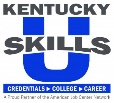 KENTUCKY
SKILLS
U
CREDENTIALS ▸ COLLEGE ▸ CAREER
A Proud Partner of the American Job Center Network